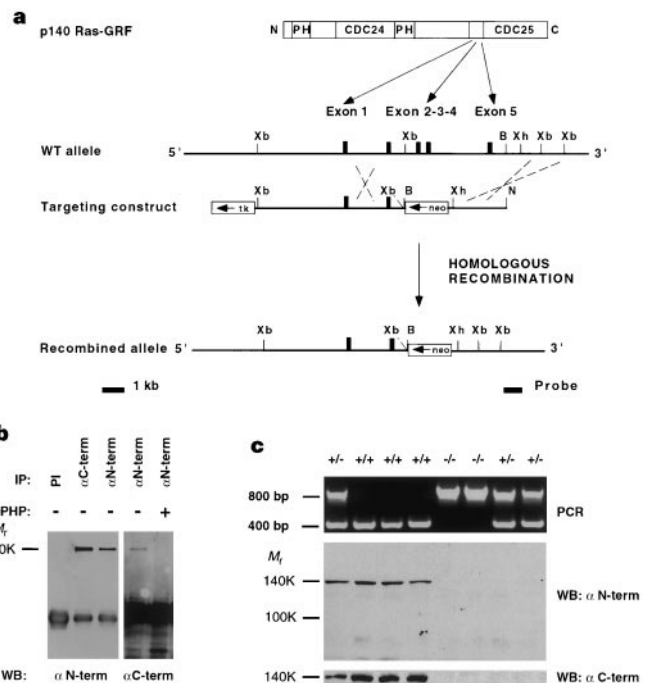 a
p140 Ras-GRF
N PH CDC24 PH CDC25 C
Exon 1 Exon 2-3-4 Exon 5
Xb Xb B Xh Xb Xb
WT allele 5' 3'
Xb Xb B Xh N
Targeting construct tk neo
HOMOLOGOUS
RECOMBINATION
Xb Xb B Xh Xb Xb
Recombined allele 5' neo 3'
1 kb Probe
b
IP: PI αC-term αN-term αN-term αN-term
PHP: - - - - +
Mr
0K
WB: α N-term αC-term
c
+/- +/+ +/+ +/+ -/- -/- +/- +/-
800 bp
400 bp
PCR
Mr
140K
100K
WB: α N-term
140K
WB: α C-term